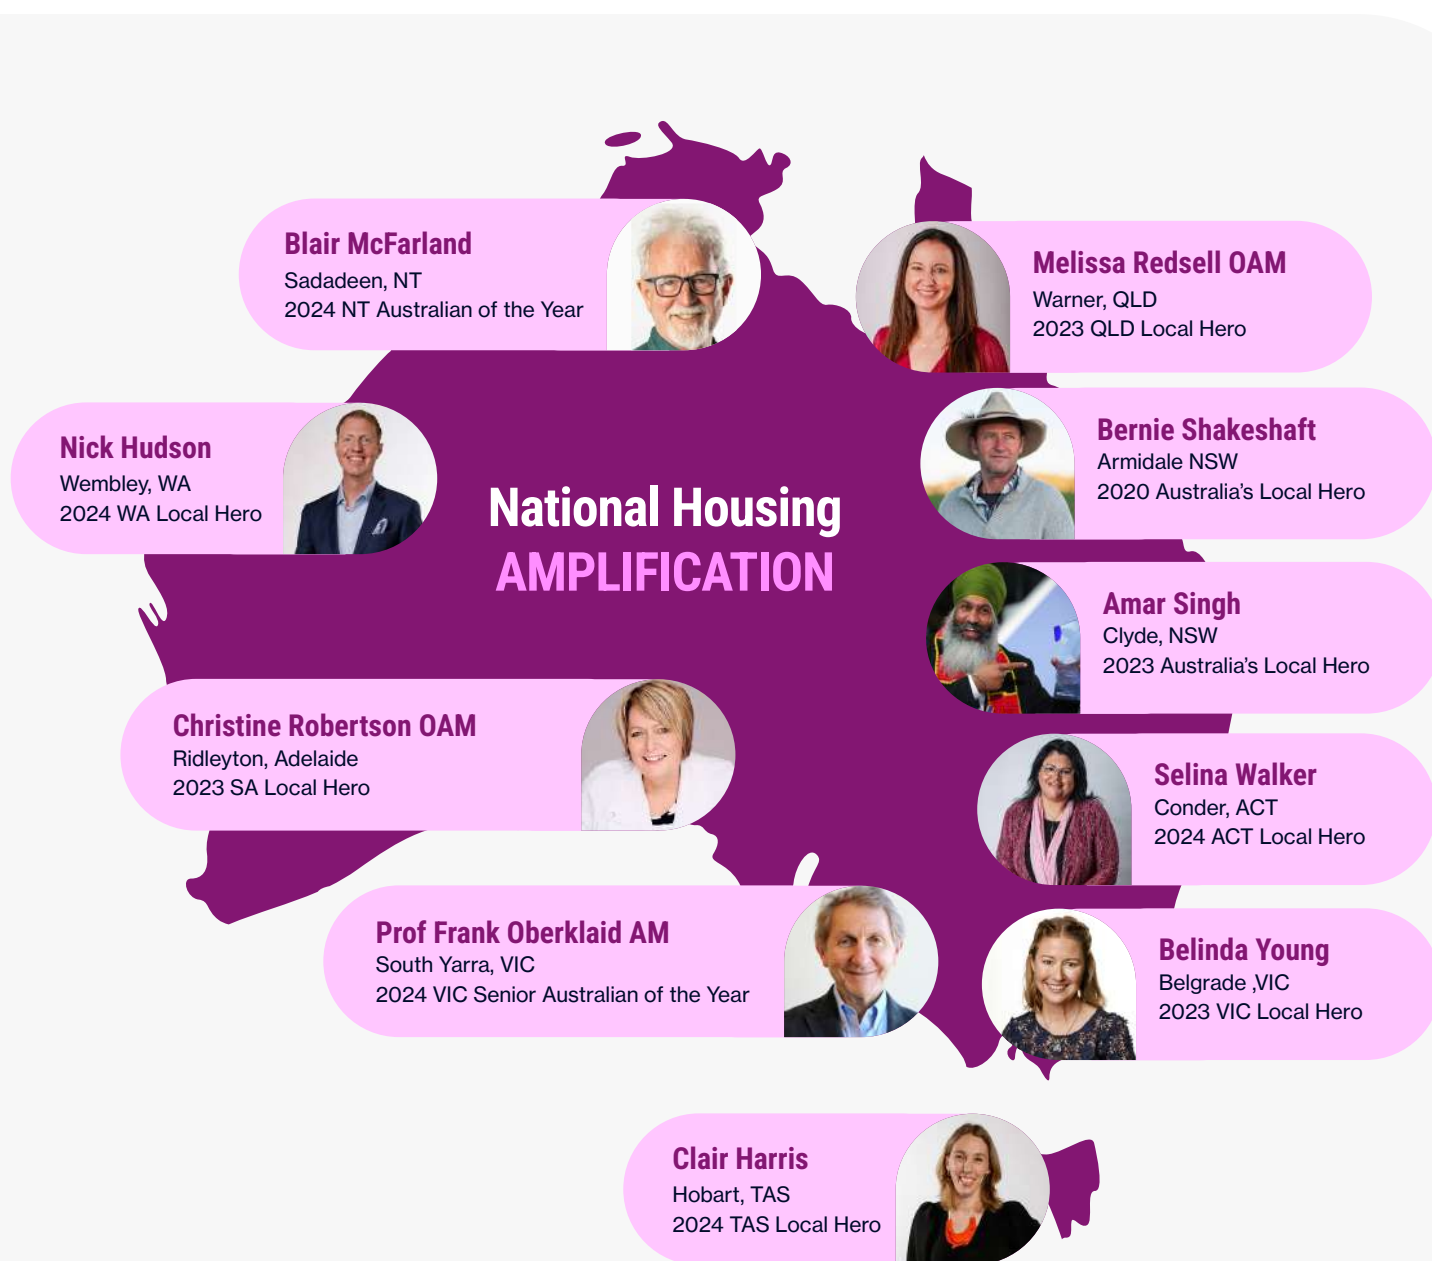 Blair McFarland
Sadadeen, NT
2024 NT Australian of the Year
Melissa Redsell OAM
Warner, QLD
2023 QLD Local Hero
Nick Hudson
Wembley, WA
2024 WA Local Hero
Bernie Shakeshaft
Armidale NSW
2020 Australia’s Local Hero
National Housing
AMPLIFICATION
Amar Singh
Clyde, NSW
2023 Australia’s Local Hero
Christine Robertson OAM
Ridleyton, Adelaide
2023 SA Local Hero
Selina Walker
Conder, ACT
2024 ACT Local Hero
Prof Frank Oberklaid AM
South Yarra, VIC
2024 VIC Senior Australian of the Year
Belinda Young
Belgrade ,VIC
2023 VIC Local Hero
Clair Harris
Hobart, TAS
2024 TAS Local Hero